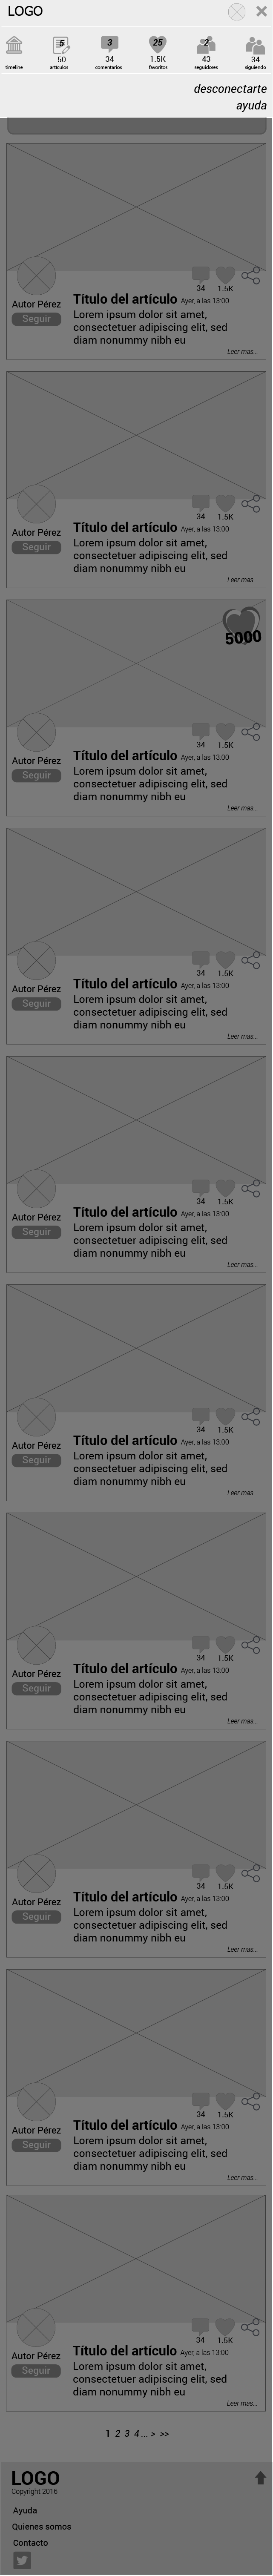 LOGO
5 3 25 2
50 34 1.5K 43 34
timeline artículos comentarios favoritos seguidores siguiendo
desconectarte
ayuda
34 1.5K
Autor Pérez
Seguir
Título del artículo Ayer, a las 13:00
Lorem ipsum dolor sit amet,
consectetuer adipiscing elit, sed
diam nonummy nibh eu
Leer mas...
34 1.5K
Autor Pérez
Seguir
Título del artículo Ayer, a las 13:00
Lorem ipsum dolor sit amet,
consectetuer adipiscing elit, sed
diam nonummy nibh eu
Leer mas...
5000
34 1.5K
Autor Pérez
Seguir
Título del artículo Ayer, a las 13:00
Lorem ipsum dolor sit amet,
consectetuer adipiscing elit, sed
diam nonummy nibh eu
Leer mas...
34 1.5K
Autor Pérez
Seguir
Título del artículo Ayer, a las 13:00
Lorem ipsum dolor sit amet,
consectetuer adipiscing elit, sed
diam nonummy nibh eu
Leer mas...
34 1.5K
Autor Pérez
Seguir
Título del artículo Ayer, a las 13:00
Lorem ipsum dolor sit amet,
consectetuer adipiscing elit, sed
diam nonummy nibh eu
Leer mas...
34 1.5K
Autor Pérez
Seguir
Título del artículo Ayer, a las 13:00
Lorem ipsum dolor sit amet,
consectetuer adipiscing elit, sed
diam nonummy nibh eu
Leer mas...
34 1.5K
Autor Pérez
Seguir
Título del artículo Ayer, a las 13:00
Lorem ipsum dolor sit amet,
consectetuer adipiscing elit, sed
diam nonummy nibh eu
Leer mas...
34 1.5K
Autor Pérez
Seguir
Título del artículo Ayer, a las 13:00
Lorem ipsum dolor sit amet,
consectetuer adipiscing elit, sed
diam nonummy nibh eu
Leer mas...
34 1.5K
Autor Pérez
Seguir
Título del artículo Ayer, a las 13:00
Lorem ipsum dolor sit amet,
consectetuer adipiscing elit, sed
diam nonummy nibh eu
Leer mas...
34 1.5K
Autor Pérez
Seguir
Título del artículo Ayer, a las 13:00
Lorem ipsum dolor sit amet,
consectetuer adipiscing elit, sed
diam nonummy nibh eu
Leer mas...
1 2 3 4 ... > >>
LOGO
Copyright 2016
Ayuda
Quienes somos
Contacto